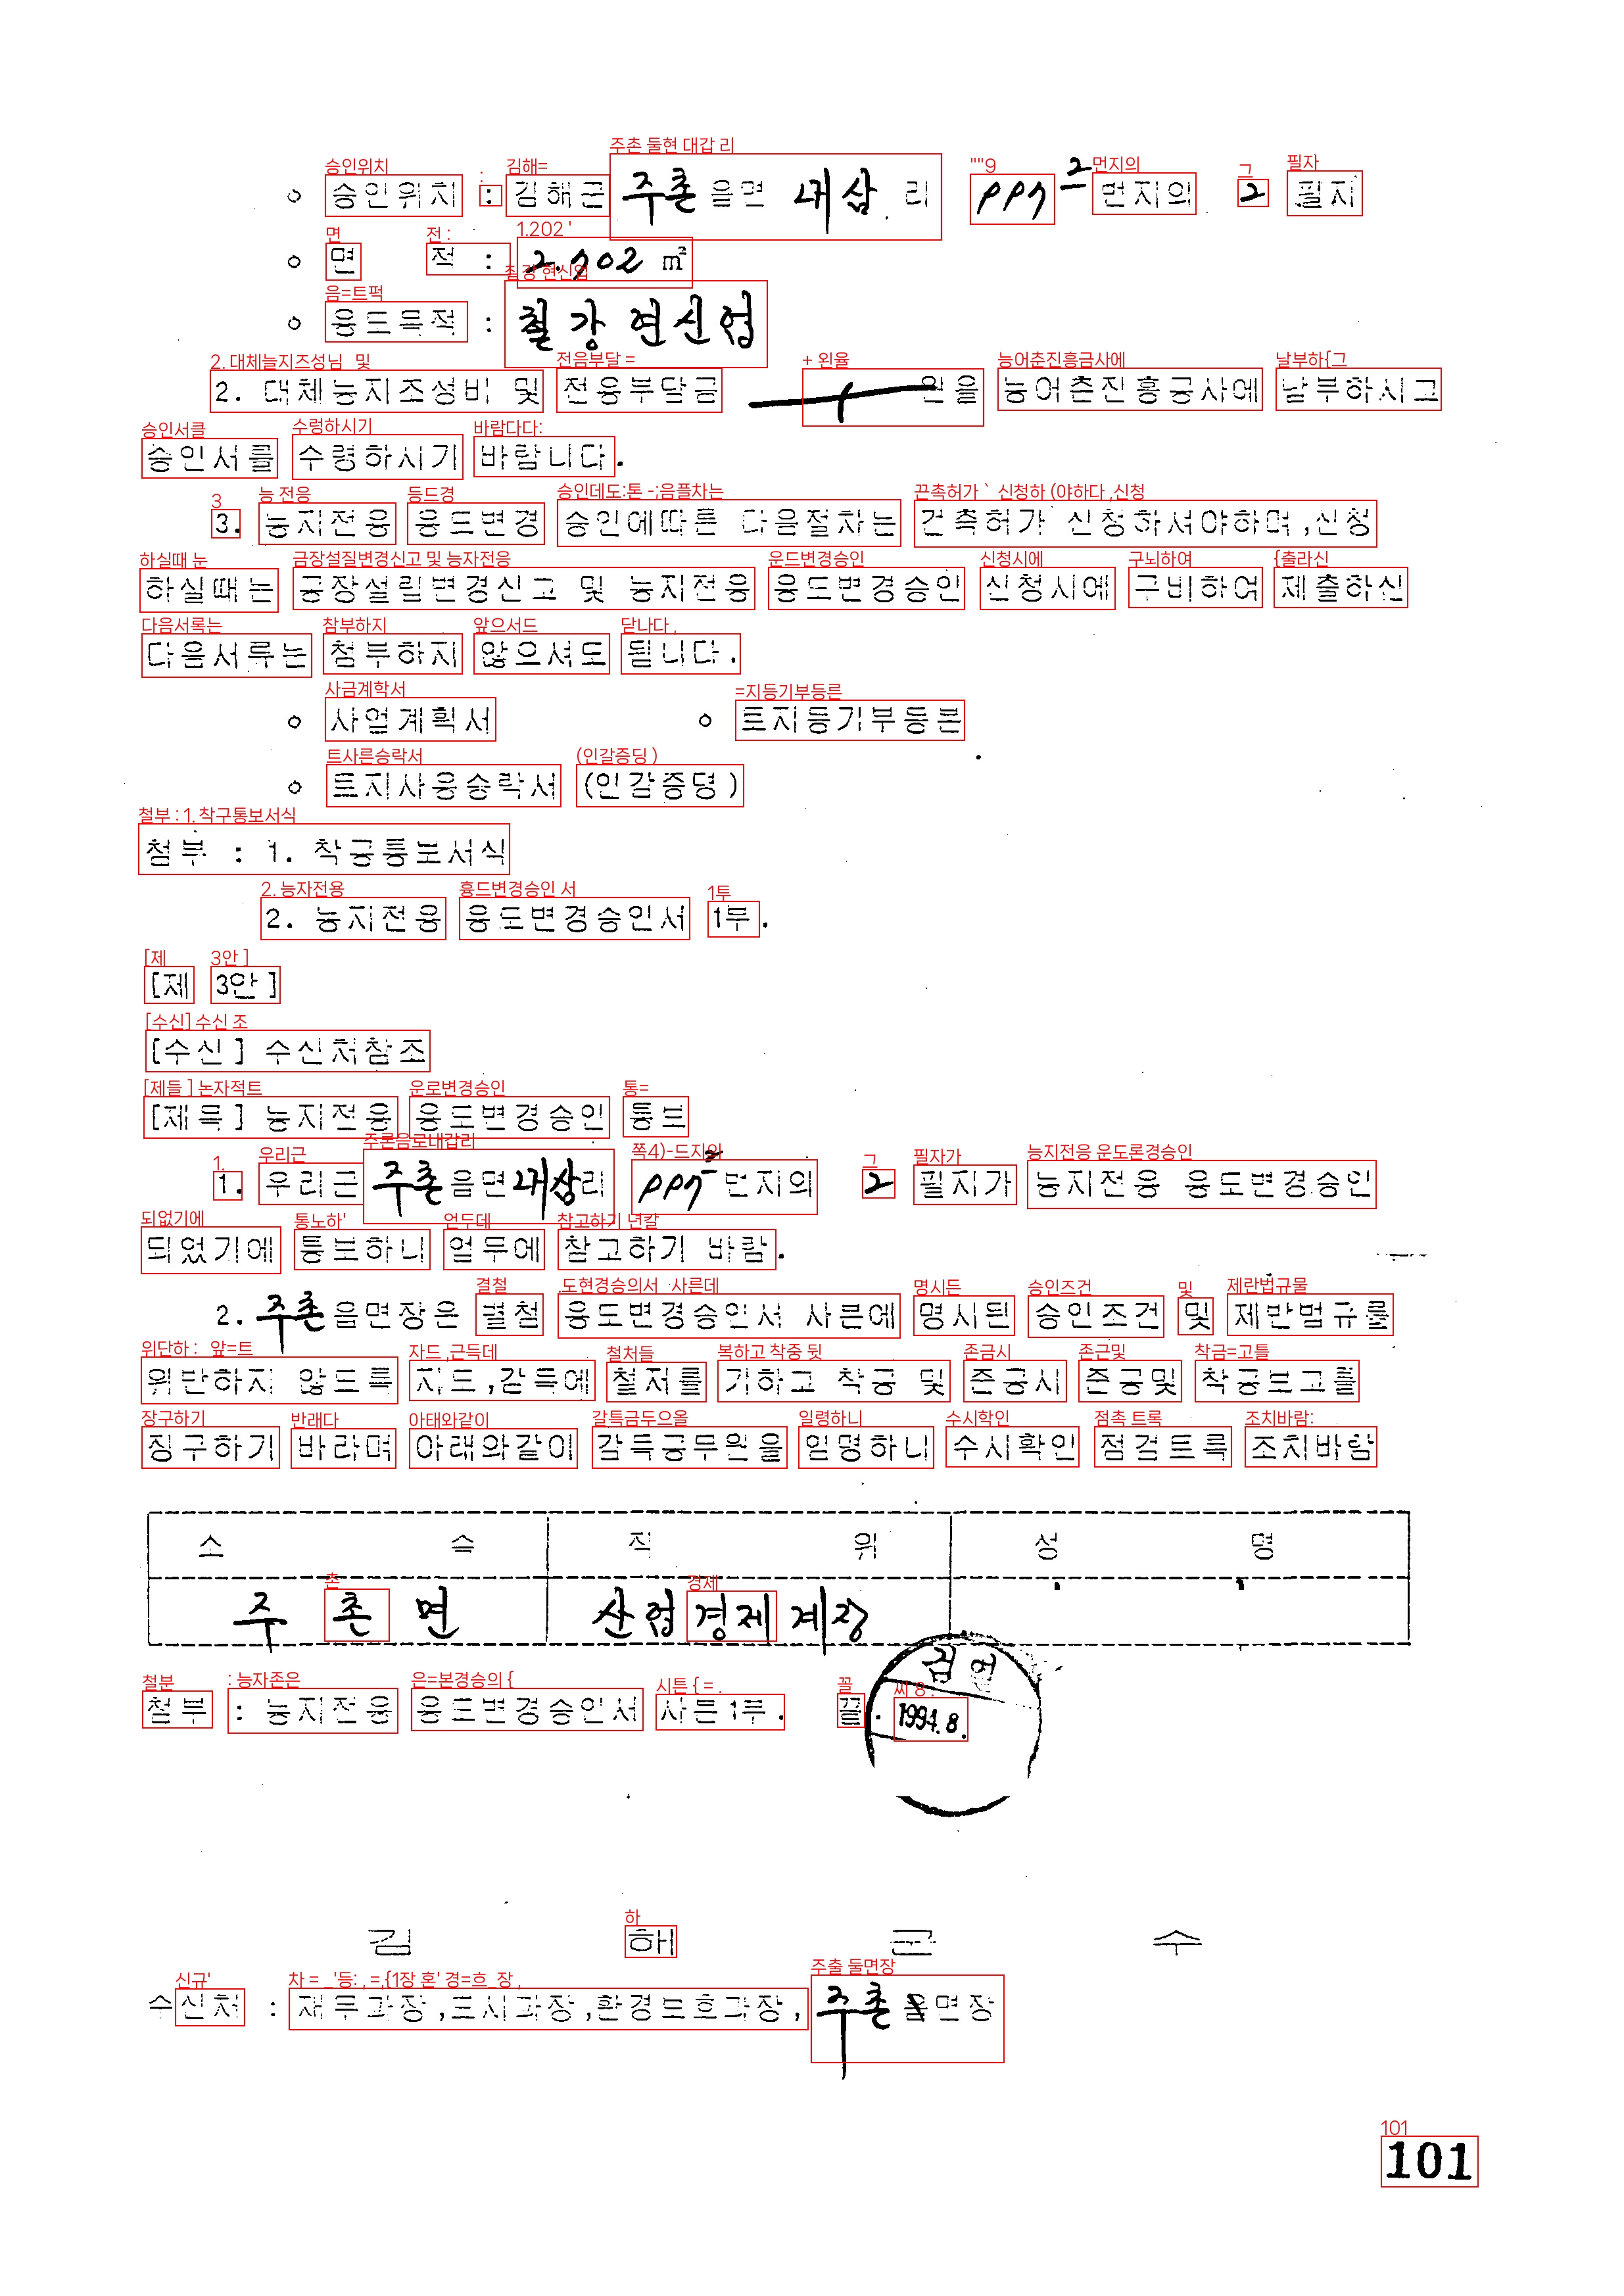 ○ 승인위치 : 김해군 주촌 읍면 내삼 리 번지의 2 필지
○ 면 적 : 2.702 ㎡
○ 용도목적 : 철강연신업
2. 대체농지조성비 및 전용부담금 원을 농어촌진흥공사에 납부하시고
승인서를 수령하시기 바랍니다.
3. 농지전용 용도변경 승인에따른 다음절차는 건축허가 신청하셔야하며,신청
하실때는 공장설립변경신고 및 농지전용 용도변경승인 신청시에 구비하여 제출하신
다음서류는 첨부하지 않으셔도 됩니다.
○ 사업계획서 ○ 토지등기부등본
○ 토지사용승락서 (인감증명)
첨부 : 1. 착공통보서식
2. 농지전용 용도변경승인서 1부.
[제 3안]
[수신] 수신처참조
[제목] 농지전용 용도변경승인 통보
1. 우리군 주촌 읍면 내삼리 번지의 2 필지가 농지전용 용도변경승인
되었기에 통보하니 업무에 참고하기 바람.
2. 주촌 읍면장은 별첨 용도변경승인서 사본에 명시된 승인조건 및 제반법규를
위반하지 않도록 지도,감독에 철저를 기하고 착공 및 준공시 준공및 착공보고를
징구하기 바라며 아래와같이 감독공무원을 임명하니 수시확인 점검토록 조치바람
소 속 직 위 성 명
주 촌 면 산업경제계장
첨부 : 농지전용 용도변경승인서 사본1부. 끝.
검 인
1994. 8.
김 해 군 수
수신처 : 재무과장,도시과장,환경보호과장, 주촌 읍면장
101